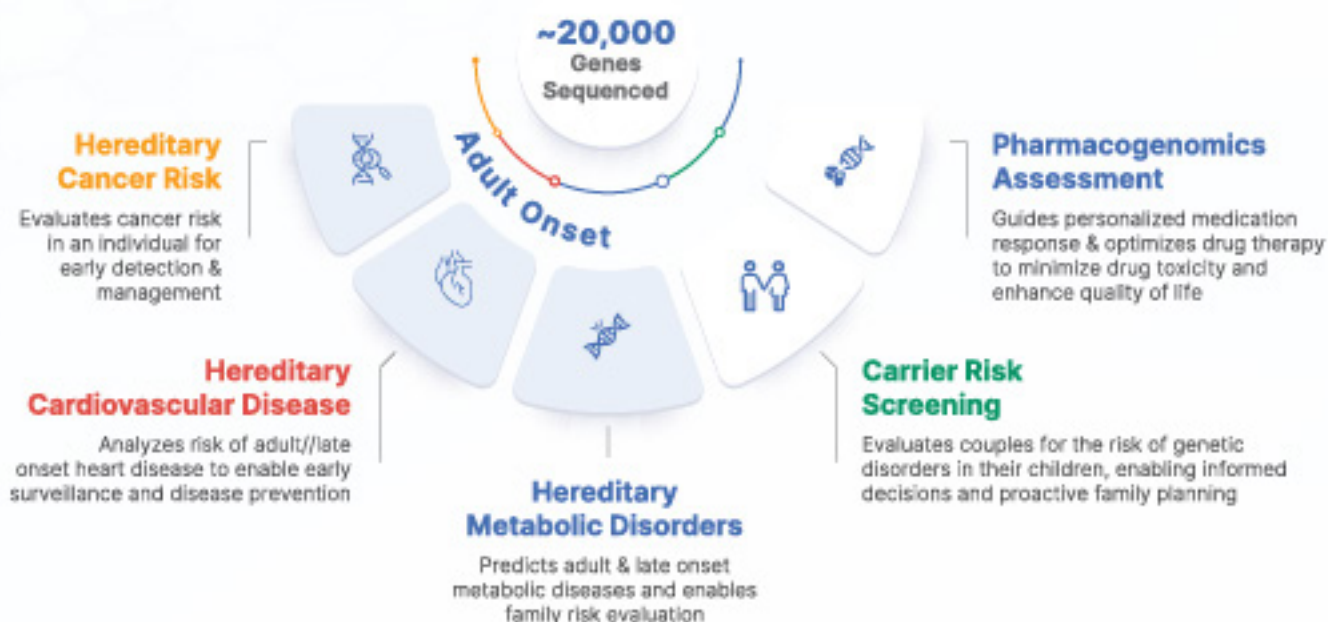 ~20,000
Genes
Sequenced
Adult Onset
Hereditary
Cancer Risk
Evaluates cancer risk
in an individual for
early detection &
management
Hereditary
Cardiovascular Disease
Analyzes risk of adult//late
onset heart disease to enable early
surveillance and disease prevention
Hereditary
Metabolic Disorders
Predicts adult & late onset
metabolic diseases and enables
family risk evaluation
Carrier Risk
Screening
Evaluates couples for the risk of genetic
disorders in their children, enabling informed
decisions and proactive family planning
Pharmacogenomics
Assessment
Guides personalized medication
response & optimizes drug therapy
to minimize drug toxicity and
enhance quality of life